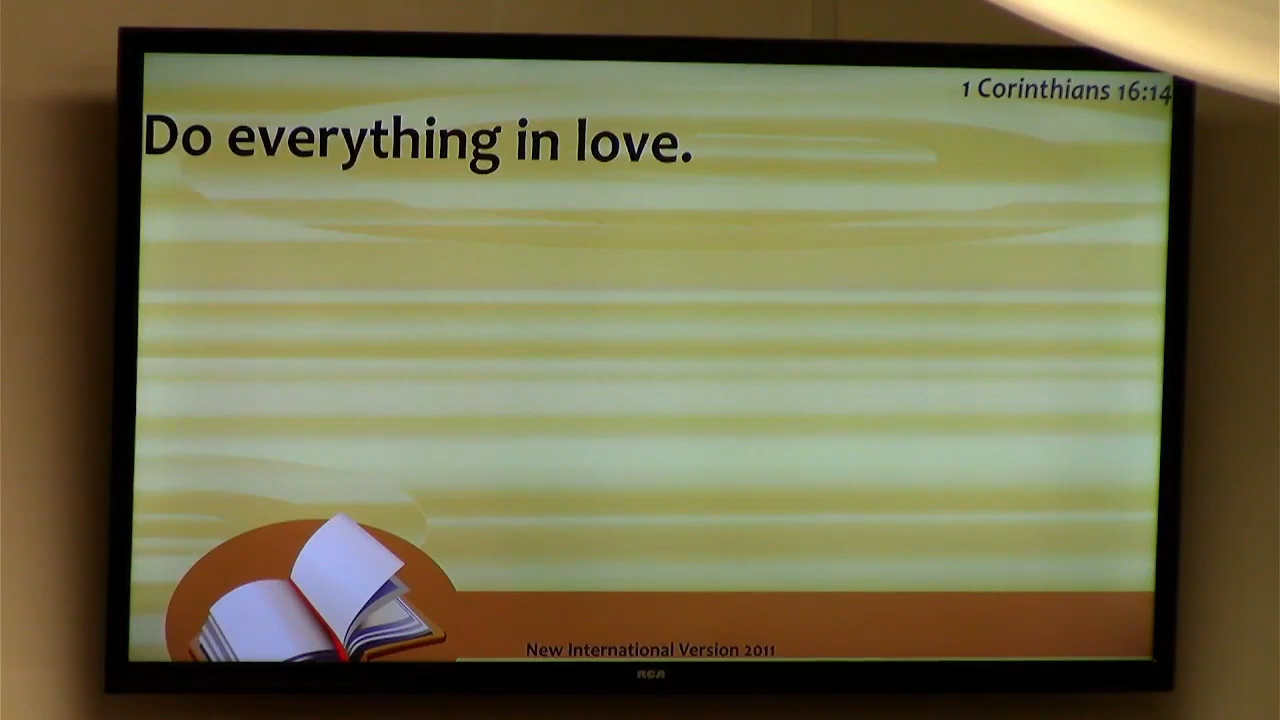 1 Corinthians 16:14
Do everything in love.
New International Version 2011
RCA